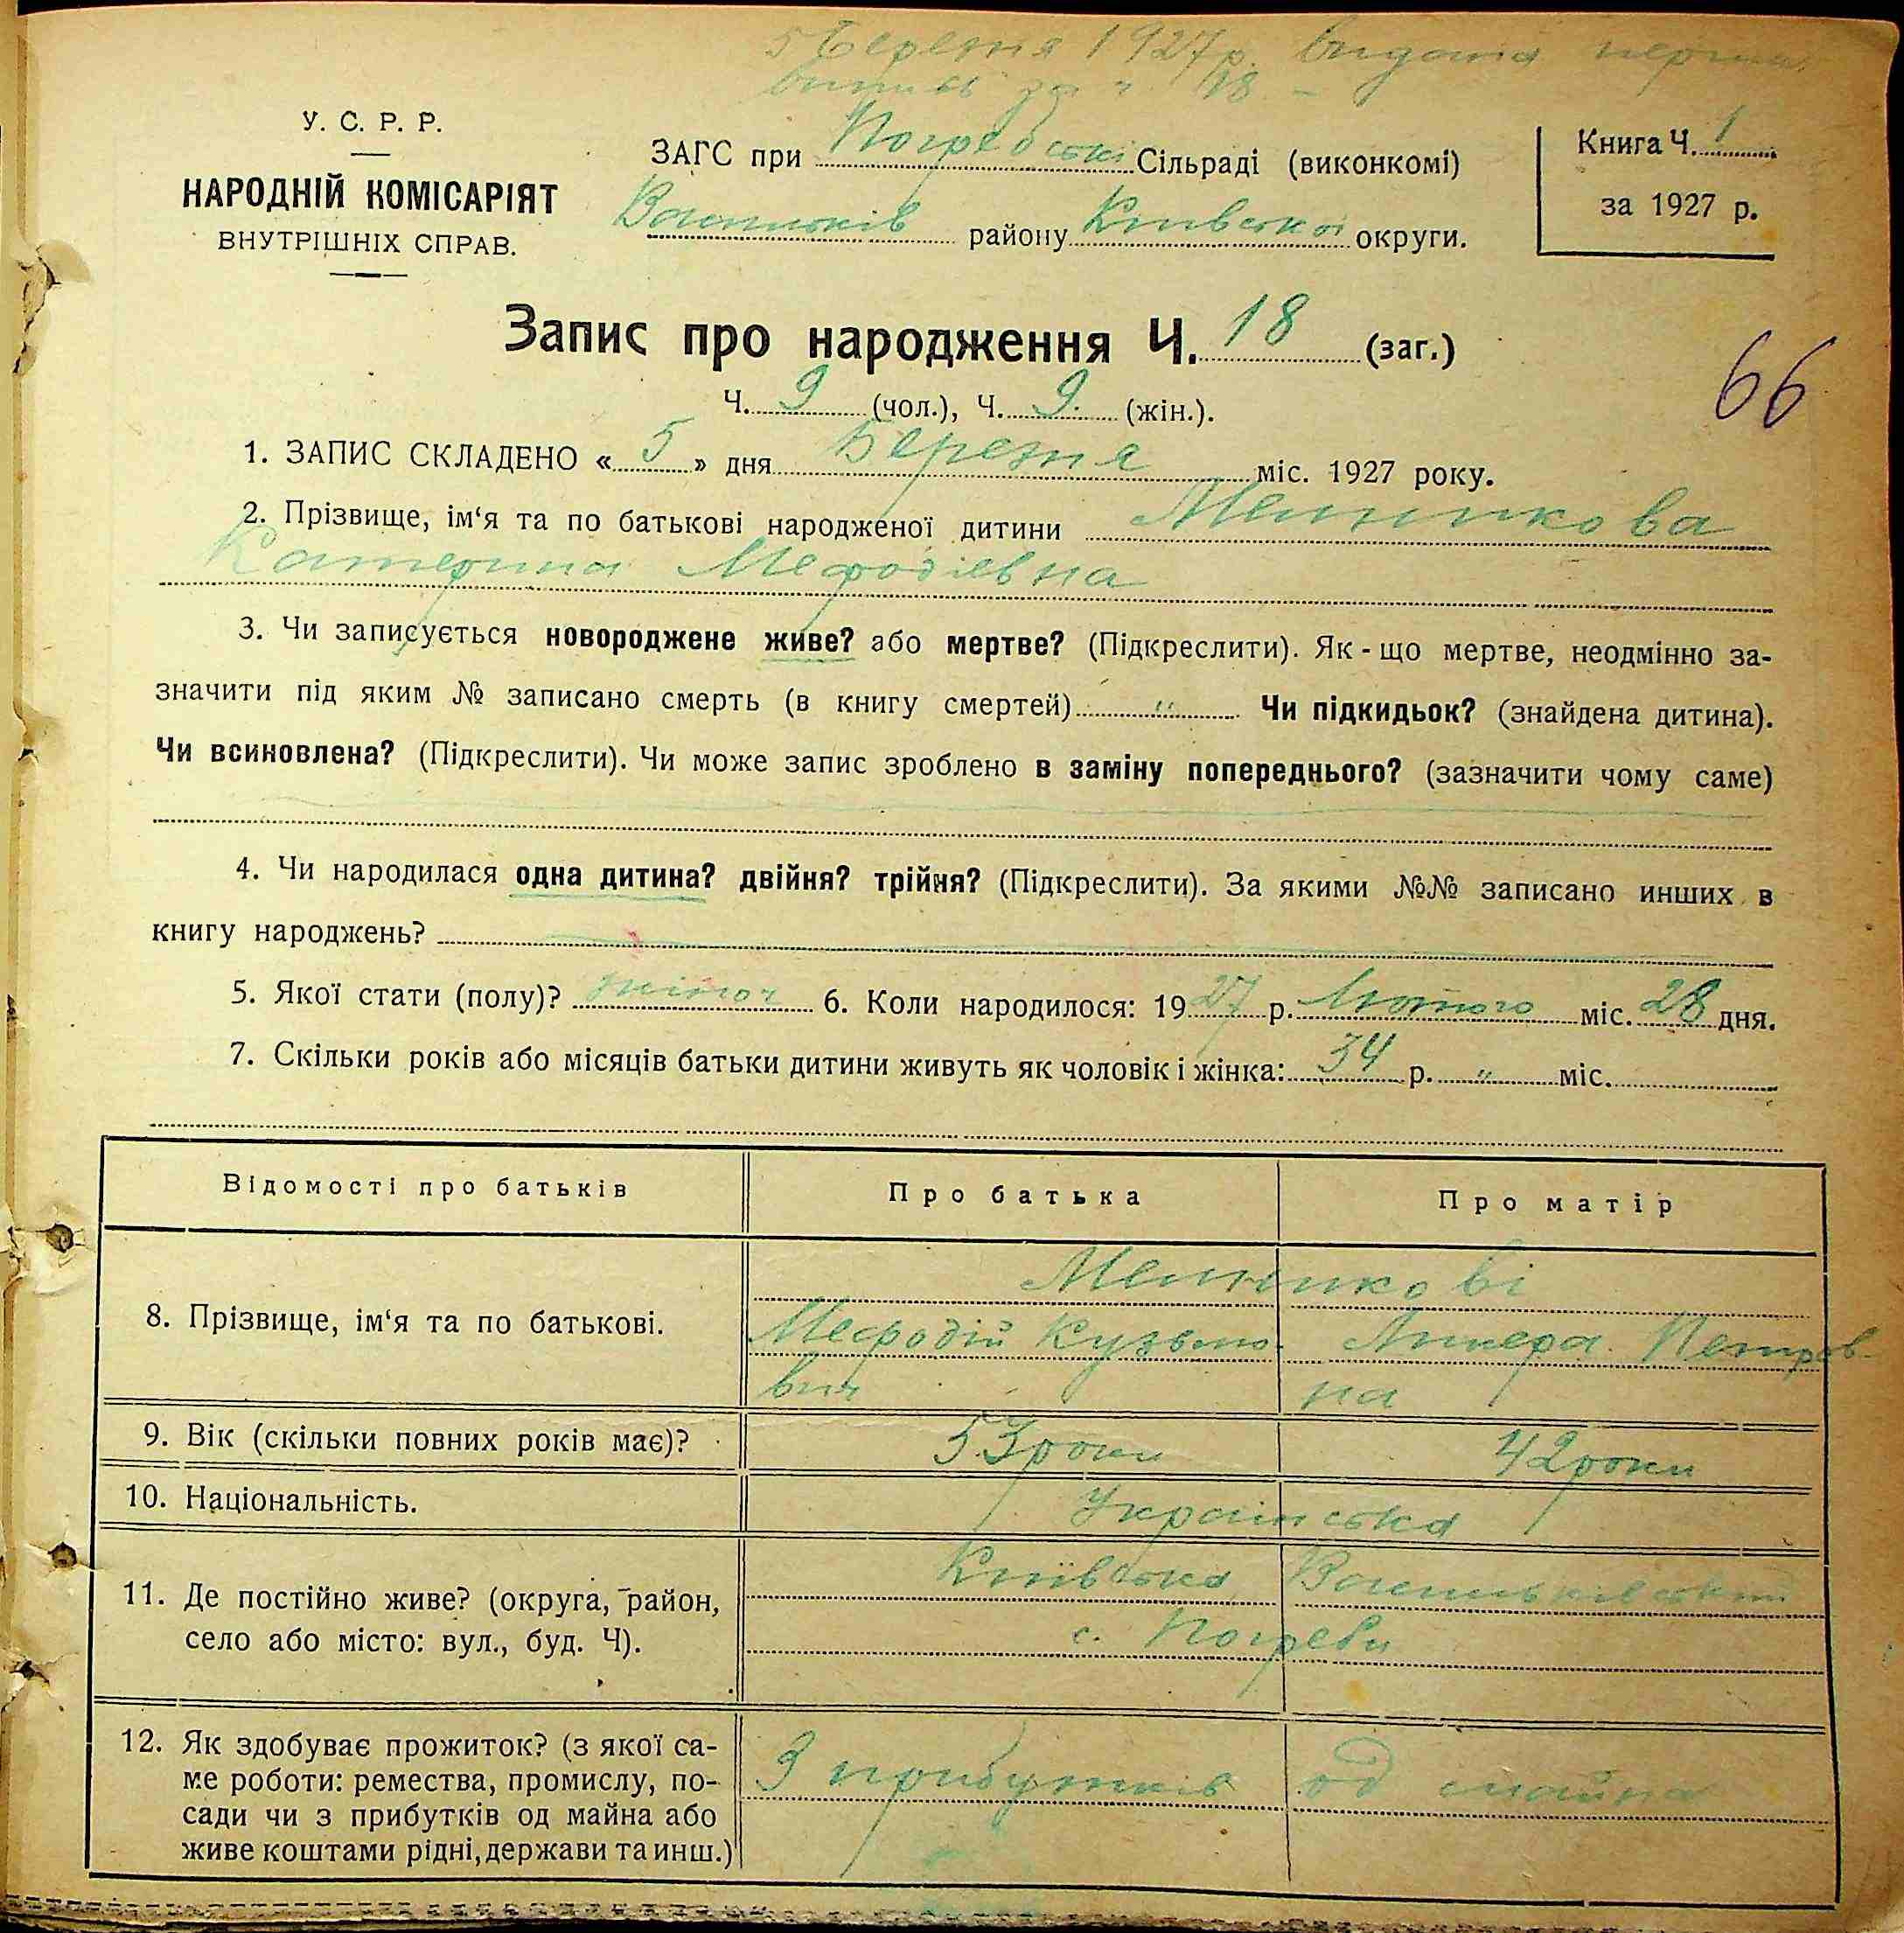 5 Березня 1927 р. видана перша
випись за ч. 18 –
У. С. Р. Р.
НАРОДНІЙ КОМІСАРІЯТ
ВНУТРІШНІХ СПРАВ.
ЗАГС при Погребській Сільраді (виконкомі)
Васильків району Київської округи.
Книга Ч. 1
за 1927 р.
Запис про народження Ч. 18 (заг.)
66
Ч. 9 (чол.), Ч. 9. (жін.).
1. ЗАПИС СКЛАДЕНО « 5 » дня Березня міс. 1927 року.
2. Прізвище, ім‘я та по батькові народженої дитини
Катерина Мефодіевна
3. Чи записується новороджене живе? або мертве? (Підкреслити). Як - що мертве, неодмінно за-
значити під яким № записано смерть (в книгу смертей) „ Чи підкидьок? (знайдена дитина).
Чи всиновлена? (Підкреслити). Чи може запис зроблено в заміну попереднього? (зазначити чому саме)
4. Чи народилася одна дитина? двійня? трійня? (Підкреслити). За якими №№ записано инших в
книгу народжень?
5. Якої стати (полу)? жіноч 6. Коли народилося: 1927 р. Лютого міс. 28 дня.
7. Скільки років або місяців батьки дитини живуть як чоловік і жінка: 34 р. „ міс.
Відомості про батьків Про батька Про матір
8. Прізвище, ім‘я та по батькові.
Мефодій Кузьмо- Петров-
вич на
9. Вік (скільки повних років має)? 53 роки 42 роки
10. Національність. Українська
11. Де постійно живе? (округа, район,
село або місто: вул., буд. Ч).
Київська Васильківський
с. Погреби
12. Як здобуває прожиток? (з якої са-
ме роботи: ремества, промислу, по-
сади чи з прибутків од майна або
живе коштами рідні, держави та инш.)
З прибутків од майна